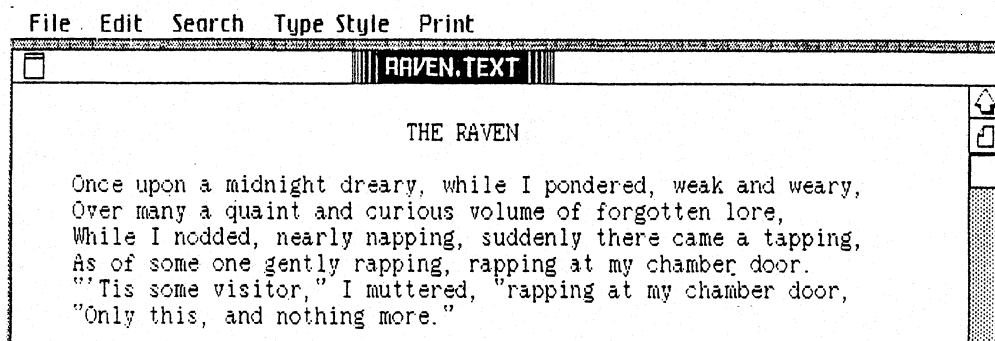 File Edit Search Type Style Print
RAVEN.TEXT
THE RAVEN
Once upon a midnight dreary, while I pondered, weak and weary,
Over many a quaint and curious volume of forgotten lore,
While I nodded, nearly napping, suddenly there came a tapping,
As of some one gently rapping, rapping at my chamber door.
"'Tis some visitor," I muttered, "rapping at my chamber door,
"Only this, and nothing more."